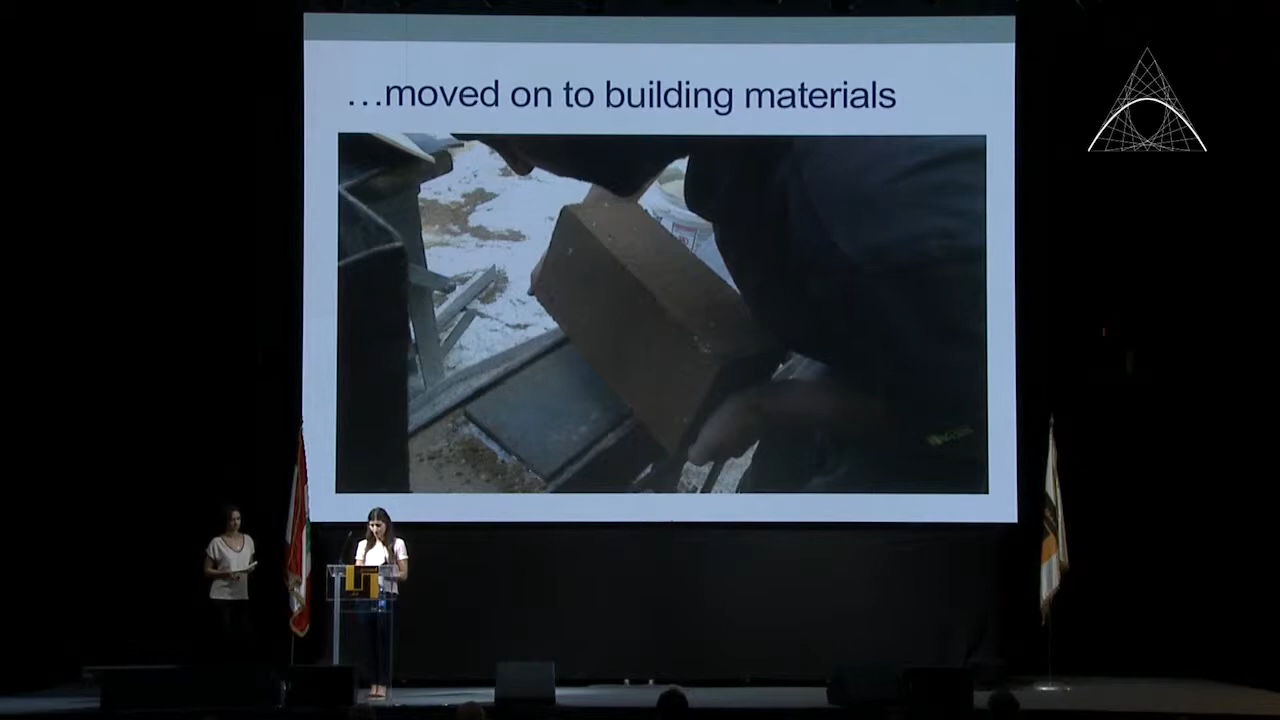 …moved on to building materials